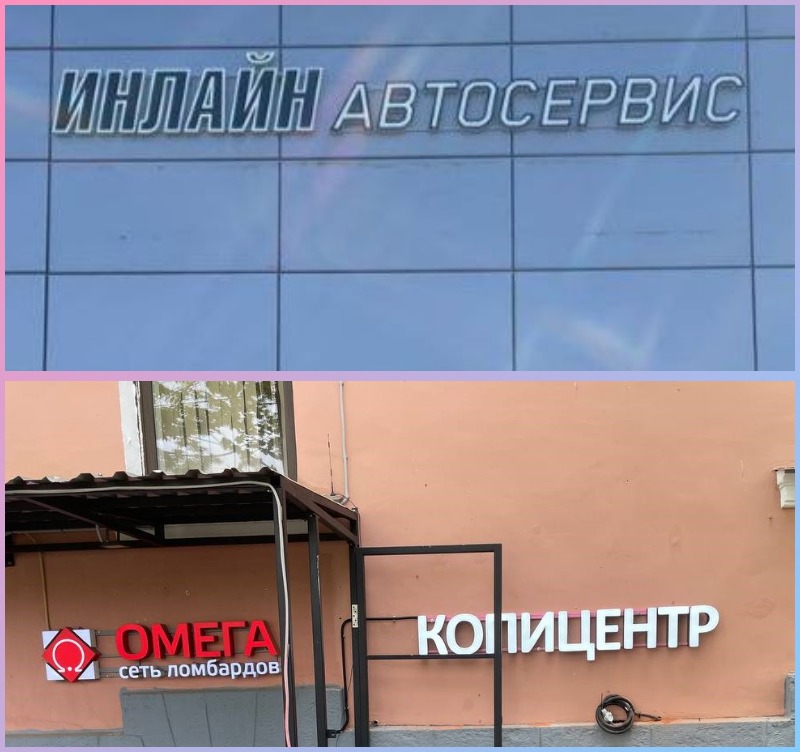 ИНЛАЙН АВТОСЕРВИС
ОМЕГА
сеть ломбардов
КОПИЦЕНТР